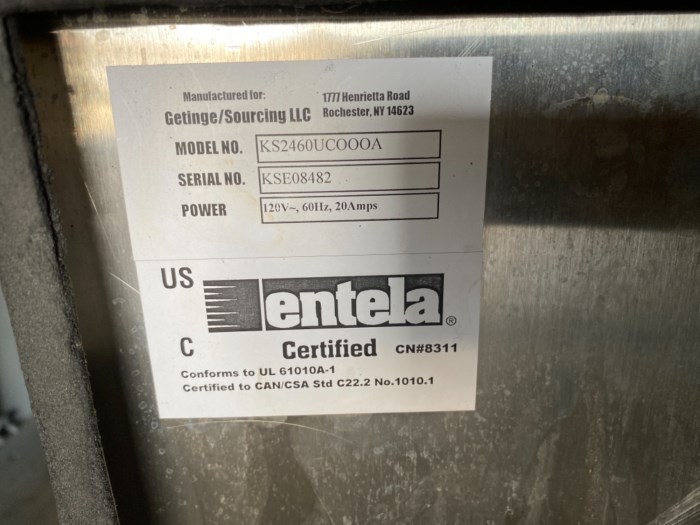 Manufactured for: 1777 Henrietta Road
Getinge/Sourcing LLC Rochester, NY 14623
MODEL NO. KS2460UCOOOA
SERIAL NO. KSE08482
POWER 120V~, 60Hz, 20Amps
US
entela®
C Certified CN#8311
Conforms to UL 61010A-1
Certified to CAN/CSA Std C22.2 No.1010.1